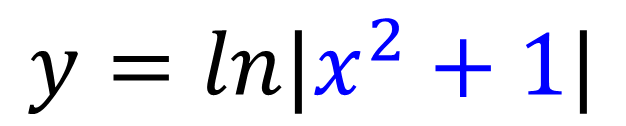 y = ln|x² + 1|